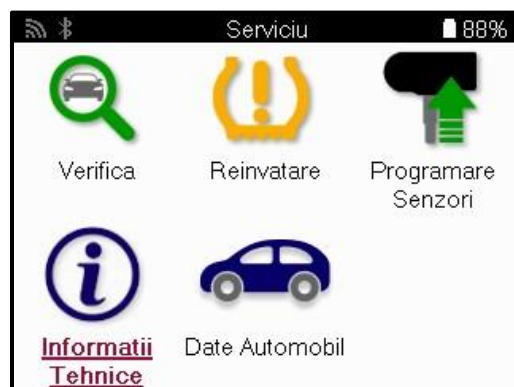 Serviciu 88%
Verifica Reinvatare Programare
Senzori
Informatii Date Automobil
Tehnice